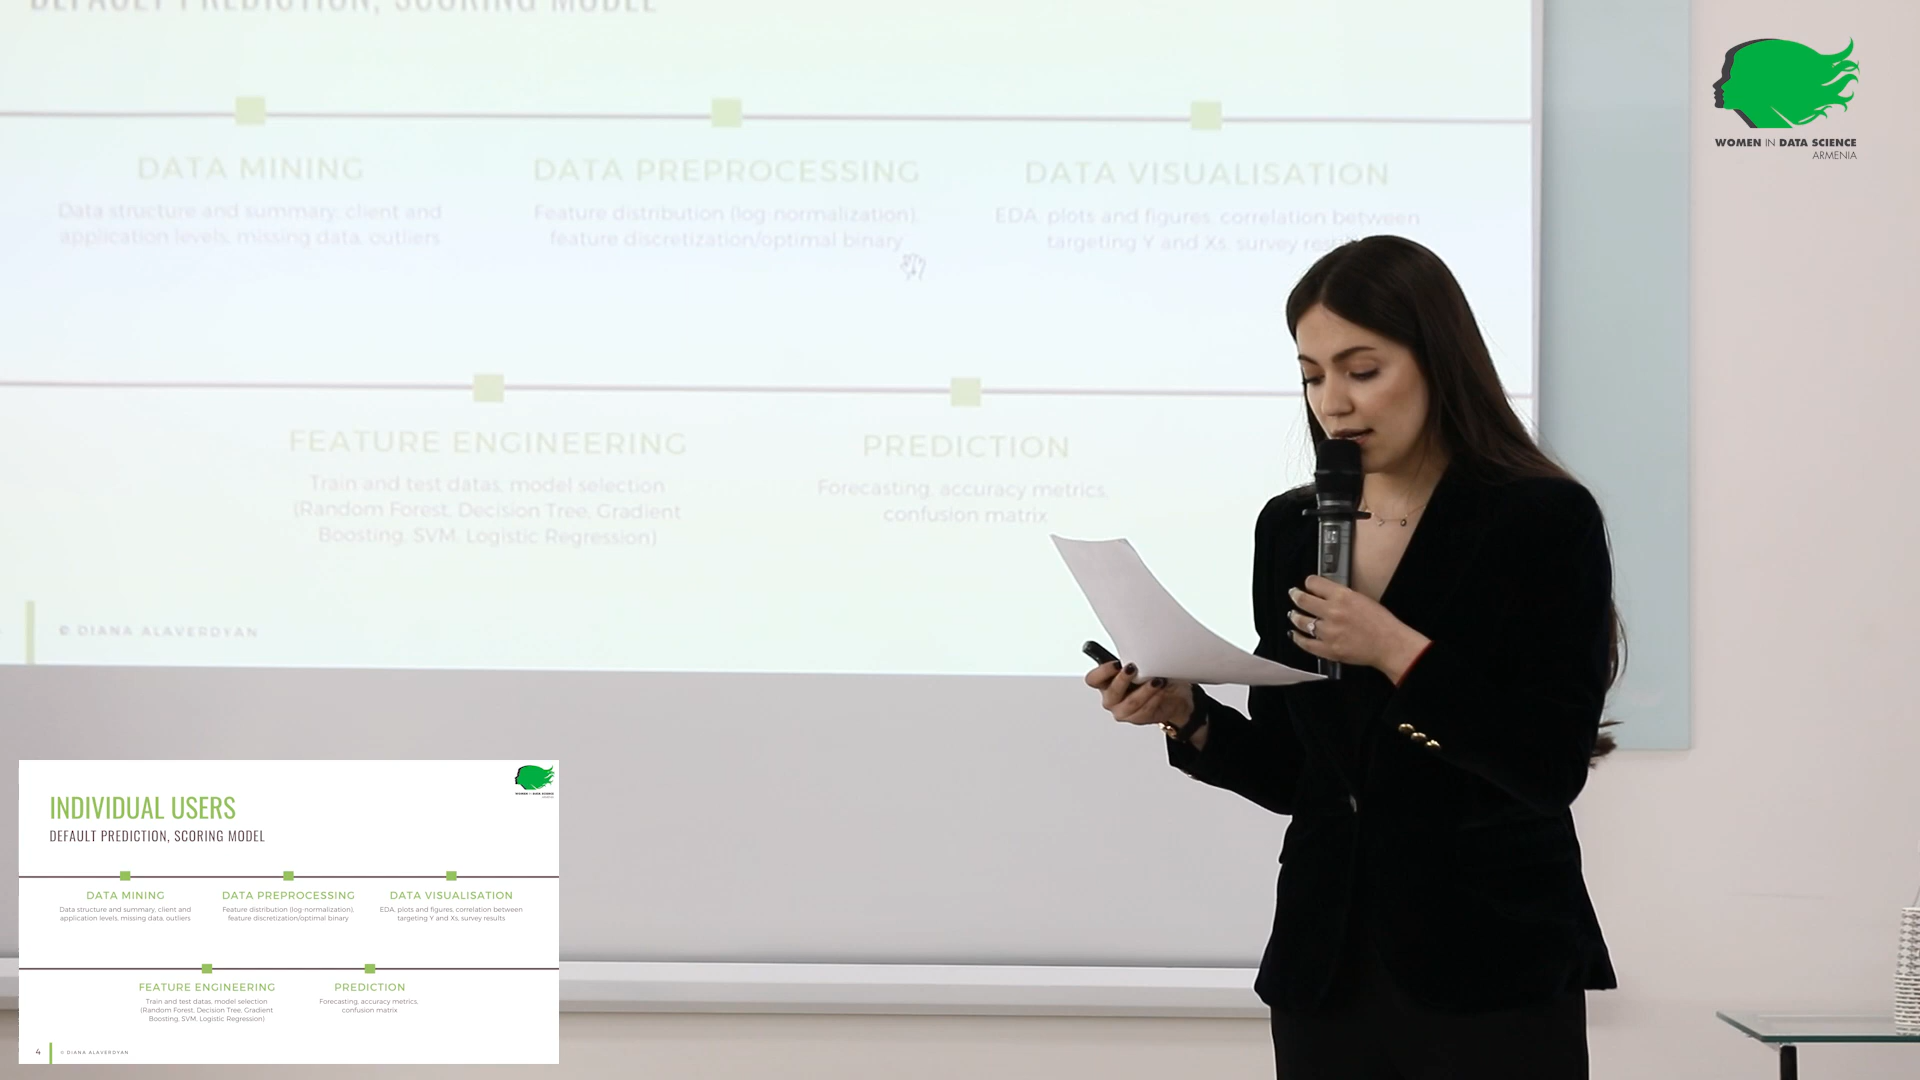 DEFAULT PREDICTION, SCORING MODEL
DATA MINING
Data structure and summary, client and
application levels, missing data, outliers
DATA PREPROCESSING
Feature distribution (log normalization),
feature discretization/optimal binary
DATA VISUALISATION
EDA, plots and figures, correlation between
targeting Y and Xs, survey results
FEATURE ENGINEERING
Train and test datas, model selection
(Random Forest, Decision Tree, Gradient
Boosting, SVM, Logistic Regression)
PREDICTION
Forecasting, accuracy metrics,
confusion matrix
© DIANA ALAVERDYAN
WOMEN IN DATA SCIENCE
ARMENIA
INDIVIDUAL USERS
DEFAULT PREDICTION, SCORING MODEL
DATA MINING
Data structure and summary, client and
application levels, missing data, outliers
DATA PREPROCESSING
Feature distribution (log normalization),
feature discretization/optimal binary
DATA VISUALISATION
EDA, plots and figures, correlation between
targeting Y and Xs, survey results
FEATURE ENGINEERING
Train and test datas, model selection
(Random Forest, Decision Tree, Gradient
Boosting, SVM, Logistic Regression)
PREDICTION
Forecasting, accuracy metrics,
confusion matrix
4
© DIANA ALAVERDYAN